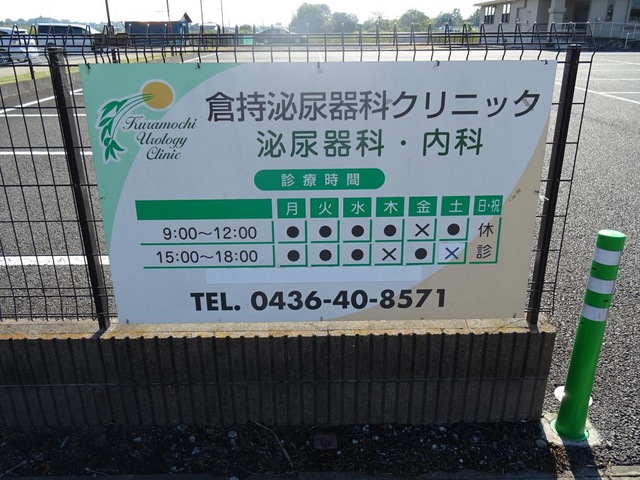 Kuramochi
Urology
Clinic
倉持泌尿器科クリニック
泌尿器科・内科
診療時間
月 火 水 木 金 土 日・祝
9:00〜12:00 ● ● ● ● × ● 休診
15:00〜18:00 ● ● ● × ● ×
TEL. 0436-40-8571